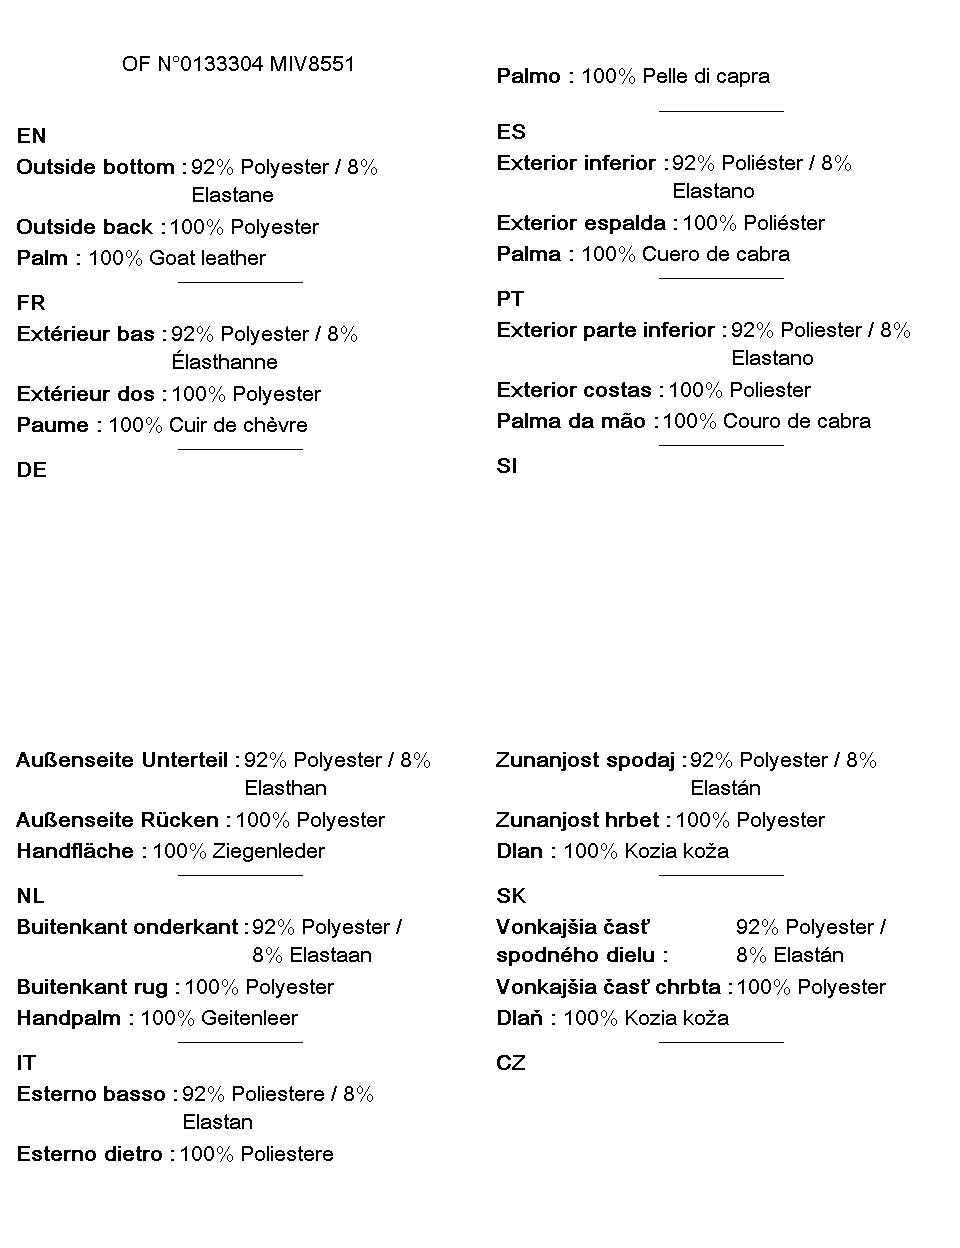 OF N°0133304 MIV8551
EN
Outside bottom : 92% Polyester / 8%
Elastane
Outside back : 100% Polyester
Palm : 100% Goat leather
FR
Extérieur bas : 92% Polyester / 8%
Élasthanne
Extérieur dos : 100% Polyester
Paume : 100% Cuir de chèvre
DE
Außenseite Unterteil : 92% Polyester / 8%
Elasthan
Außenseite Rücken : 100% Polyester
Handfläche : 100% Ziegenleder
NL
Buitenkant onderkant : 92% Polyester /
8% Elastaan
Buitenkant rug : 100% Polyester
Handpalm : 100% Geitenleer
IT
Esterno basso : 92% Poliestere / 8%
Elastan
Esterno dietro : 100% Poliestere
Palmo : 100% Pelle di capra
ES
Exterior inferior : 92% Poliéster / 8%
Elastano
Exterior espalda : 100% Poliéster
Palma : 100% Cuero de cabra
PT
Exterior parte inferior : 92% Poliester / 8%
Elastano
Exterior costas : 100% Poliester
Palma da mão : 100% Couro de cabra
SI
Zunanjost spodaj : 92% Polyester / 8%
Elastán
Zunanjost hrbet : 100% Polyester
Dlan : 100% Kozia koža
SK
Vonkajšia časť 92% Polyester /
spodného dielu : 8% Elastán
Vonkajšia časť chrbta : 100% Polyester
Dlaň : 100% Kozia koža
CZ